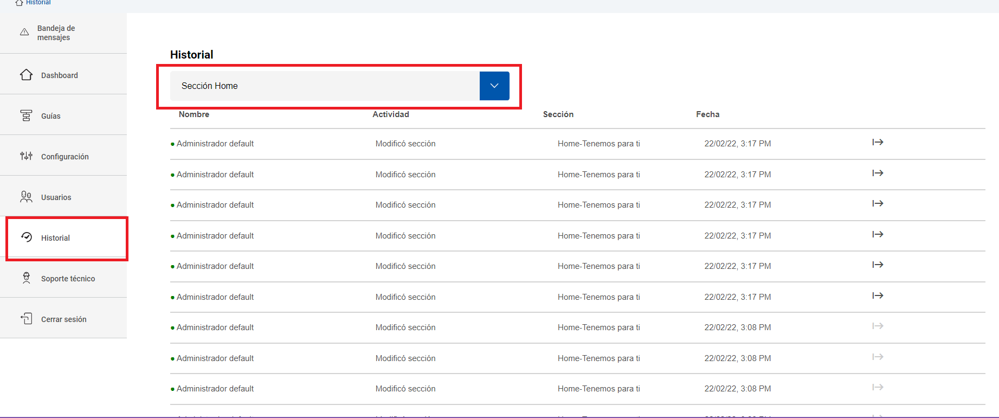 Historial
Bandeja de
mensajes
Dashboard
Guías
Configuración
Usuarios
Historial
Soporte técnico
Cerrar sesión
Historial
Sección Home
Nombre Actividad Sección Fecha
Administrador default Modificó sección Home-Tenemos para ti 22/02/22, 3:17 PM
Administrador default Modificó sección Home-Tenemos para ti 22/02/22, 3:17 PM
Administrador default Modificó sección Home-Tenemos para ti 22/02/22, 3:17 PM
Administrador default Modificó sección Home-Tenemos para ti 22/02/22, 3:17 PM
Administrador default Modificó sección Home-Tenemos para ti 22/02/22, 3:17 PM
Administrador default Modificó sección Home-Tenemos para ti 22/02/22, 3:17 PM
Administrador default Modificó sección Home-Tenemos para ti 22/02/22, 3:08 PM
Administrador default Modificó sección Home-Tenemos para ti 22/02/22, 3:08 PM
Administrador default Modificó sección Home-Tenemos para ti 22/02/22, 3:08 PM